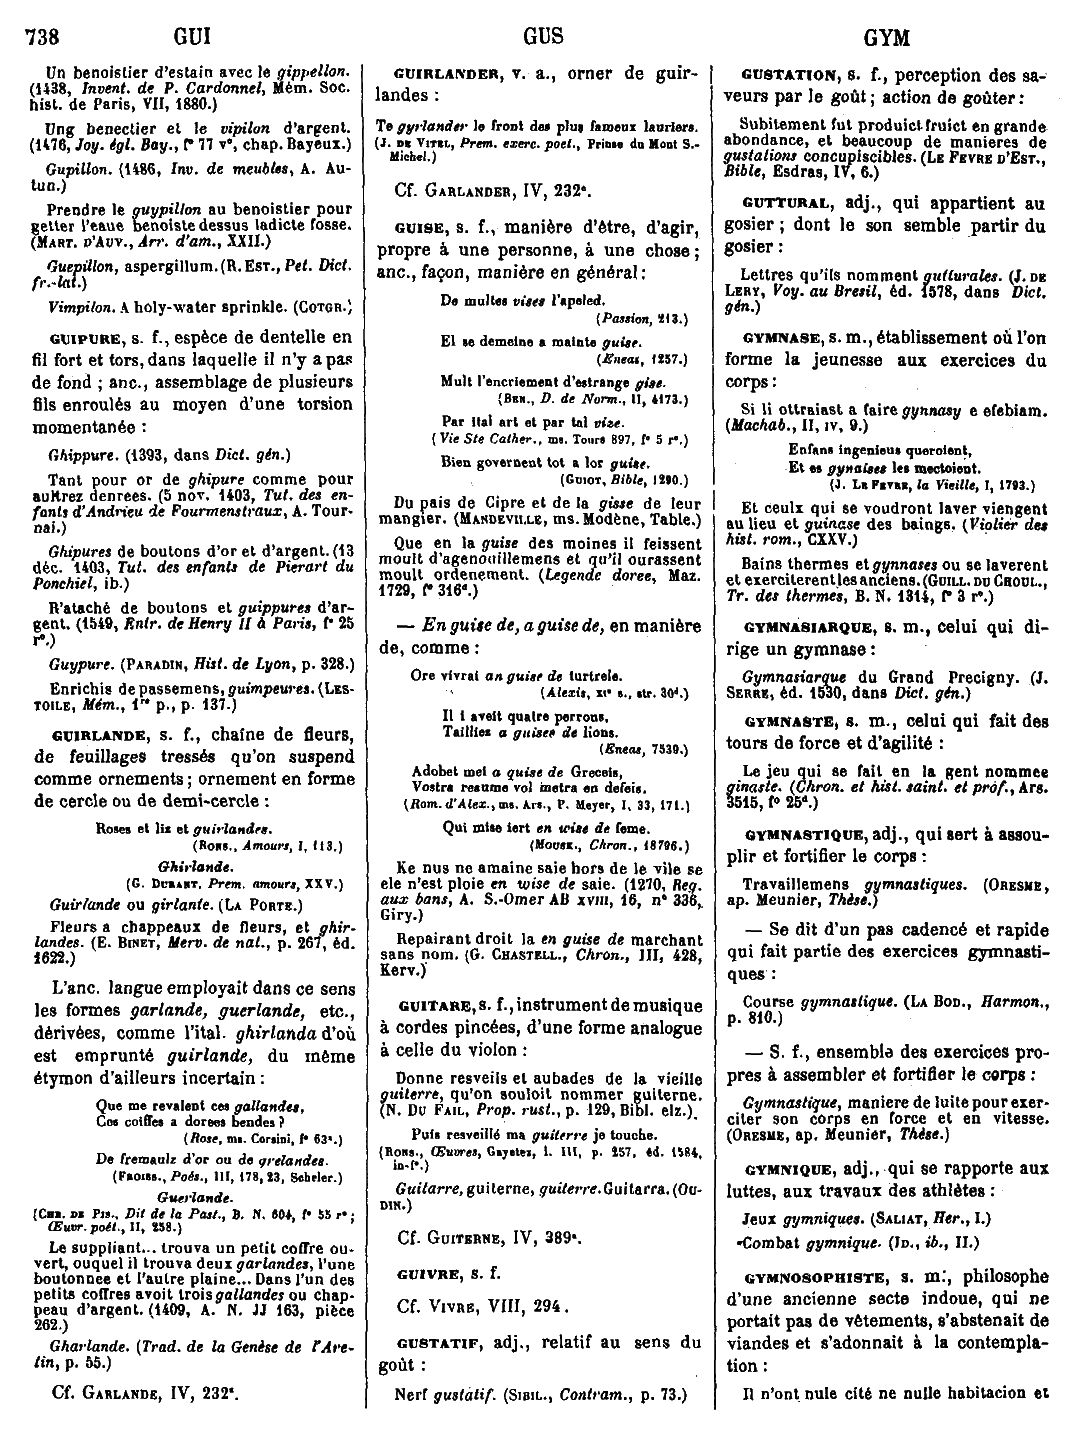 738 GUI GUS GYM
Un benoistier d'estain avec le gippellon.
(1438, Invent. de P. Cardonnel, Mém. Soc.
hist. de Paris, VII, 1880.)
Ung benectier et le vipilon d'argent.
(1476, Joy. égl. Bay., f° 77 v°, chap. Bayeux.)
Gupillon. (1486, Inv. de meubles, A. Au-
tun.)
Prendre le guypillon au benoistier pour
getter l'eaue benoiste dessus ladicte fosse.
(MART. D'AUV., Arr. d'am., XXII.)
Guepillon, aspergillum. (R. EST., Pet. Dict.
fr.-lat.)
Vimpilon. A holy-water sprinkle. (COTGR.)
GUIPURE, s. f., espèce de dentelle en
fil fort et tors, dans laquelle il n'y a pas
de fond ; anc., assemblage de plusieurs
fils enroulés au moyen d'une torsion
momentanée :
Ghippure. (1393, dans Dict. gén.)
Tant pour or de ghipure comme pour
aultrez denrees. (5 nov. 1403, Tut. des en-
fants d'Andrieu de Fourmenstraux, A. Tour-
nai.)
Ghipures de boutons d'or et d'argent. (13
déc. 1403, Tut. des enfants de Pierart du
Ponchiel, ib.)
R'ataché de boutons et guippures d'ar-
gent. (1549, Entr. de Henry II à Paris, f° 25
r°.)
Guypure. (PARADIN, Hist. de Lyon, p. 328.)
Enrichis de passemens, guimpeures. (LES-
TOILE, Mém., 1re p., p. 137.)
GUIRLANDE, s. f., chaîne de fleurs,
de feuillages tressés qu'on suspend
comme ornements ; ornement en forme
de cercle ou de demi-cercle :
Roses et liz et guirlandes.
(RONS., Amours, I, 113.)
Ghirlande.
(G. DURANT, Prem. amours, XXV.)
Guirlande ou girlante. (LA PORTE.)
Fleurs a chappeaux de fleurs, et ghir-
landes. (E. BINET, Merv. de nat., p. 267, éd.
1622.)
L'anc. langue employait dans ce sens
les formes garlande, guerlande, etc.,
dérivées, comme l'ital. ghirlanda d'où
est emprunté guirlande, du même
étymon d'ailleurs incertain :
Que me revalent ces gallandes,
Ces coiffes a dorees bendes ?
(Rose, ms. Corsini, f° 63ª.)
De fremaulz d'or ou de grelandes.
(FROISS., Poés., III, 178, 23, Scheler.)
Guerlande.
(CHR. DE PIS., Dit de la Past., B. N. 604, f° 55 r° ;
Œuvr. poét., II, 258.)
Le suppliant... trouva un petit coffre ou-
vert, ouquel il trouva deux garlandes, l'une
boutonnee et l'autre plaine... Dans l'un des
petits coffres avoit trois gallandes ou chap-
peau d'argent. (1409, A. N. JJ 163, pièce
262.)
Gharlande. (Trad. de la Genèse de l'Are-
tin, p. 55.)
Cf. GARLANDE, IV, 232ª.
GUIRLANDER, v. a., orner de guir-
landes :
Te gyrlander le front des plus fameux lauriers.
(J. DE VITEL, Prem. exerc. poet., Prinse du Mont S.-
Michel.)
Cf. GARLANDER, IV, 232ª.
GUISE, s. f., manière d'être, d'agir,
propre à une personne, à une chose ;
anc., façon, manière en général :
De multes vises l'apeled.
(Passion, 213.)
El se demeine a mainte guise.
(Eneas, 1257.)
Mult l'encriement d'estrange gise.
(BEN., D. de Norm., II, 4173.)
Par ital art et par tal vize.
(Vie Ste Cather., ms. Tours 897, f° 5 r°.)
Bien governent tot a lor guise.
(GUIOT, Bible, 1290.)
Du pais de Cipre et de la gisse de leur
mangier. (MANDEVILLE, ms. Modène, Table.)
Que en la guise des moines il feissent
moult d'agenouillemens et qu'il ourassent
moult ordenement. (Legende doree, Maz.
1729, f° 316ᵈ.)
— En guise de, a guise de, en manière
de, comme :
Ore vivrai an guise de turtrele.
(Alexis, XIe s., str. 30ᵈ.)
Il i aveit quatre perrons,
Tailliez a guises de lions.
(Eneas, 7539.)
Adobet mei a quise de Greceis,
Vostra resume vol metra en defeis.
(Rom. d'Alex., ms. Ars., P. Meyer, I, 33, 171.)
Qui mise iert en wise de feme.
(MOUSK., Chron., 18796.)
Ke nus ne amaine saie hors de le vile se
ele n'est ploie en wise de saie. (1270, Reg.
aux bans, A. S.-Omer AB XVIII, 16, n° 336,
Giry.)
Repairant droit la en guise de marchant
sans nom. (G. CHASTELL., Chron., III, 428,
Kerv.)
GUITARE, s. f., instrument de musique
à cordes pincées, d'une forme analogue
à celle du violon :
Donne resveils et aubades de la vieille
guiterre, qu'on souloit nommer guiterne.
(N. DU FAIL, Prop. rust., p. 129, Bibl. elz.)
Puis resveillé ma guiterre je touche.
(RONS., Œuvres, Gayetez, l. III, p. 257, éd. 1584,
in-f°.)
Guitarre, guiterne, guiterre. Guitarra. (OU-
DIN.)
Cf. GUITERNE, IV, 389ª.
GUIVRE, s. f.
Cf. VIVRE, VIII, 294.
GUSTATIF, adj., relatif au sens du
goût :
Nerf gustatif. (SIBIL., Contram., p. 73.)
GUSTATION, s. f., perception des sa-
veurs par le goût ; action de goûter :
Subitement fut produict fruict en grande
abondance, et beaucoup de manieres de
gustations concupiscibles. (LE FEVRE D'EST.,
Bible, Esdras, IV, 6.)
GUTTURAL, adj., qui appartient au
gosier ; dont le son semble partir du
gosier :
Lettres qu'ils nomment gutturales. (J. DE
LERY, Voy. au Bresil, éd. 1578, dans Dict.
gén.)
GYMNASE, s. m., établissement où l'on
forme la jeunesse aux exercices du
corps :
Si li ottraiast a faire gynnasy e efebiam.
(Machab., II, IV, 9.)
Enfans ingenieus queroient,
Et es gynaises les mectoient.
(J. LE FEVRE, la Vieille, I, 1793.)
Et ceulx qui se voudront laver viengent
au lieu et guinase des baings. (Violier des
hist. rom., CXXV.)
Bains thermes et gynnases ou se laverent
et exerciterent les anciens. (GUILL. DU CHOUL.,
Tr. des thermes, B. N. 1314, f° 3 r°.)
GYMNASIARQUE, s. m., celui qui di-
rige un gymnase :
Gymnasiarque du Grand Precigny. (J.
SERRE, éd. 1530, dans Dict. gén.)
GYMNASTE, s. m., celui qui fait des
tours de force et d'agilité :
Le jeu qui se fait en la gent nommee
ginaste. (Chron. et hist. saint. et prof., Ars.
3515, f° 25ᵈ.)
GYMNASTIQUE, adj., qui sert à assou-
plir et fortifier le corps :
Travaillemens gymnastiques. (ORESME,
ap. Meunier, Thèse.)
— Se dit d'un pas cadencé et rapide
qui fait partie des exercices gymnasti-
ques :
Course gymnastique. (LA BOD., Harmon.,
p. 810.)
— S. f., ensemble des exercices pro-
pres à assembler et fortifier le corps :
Gymnastique, maniere de luite pour exer-
citer son corps en force et en vitesse.
(ORESME, ap. Meunier, Thèse.)
GYMNIQUE, adj., qui se rapporte aux
luttes, aux travaux des athlètes :
Jeux gymniques. (SALIAT, Her., I.)
Combat gymnique. (ID., ib., II.)
GYMNOSOPHISTE, s. m., philosophe
d'une ancienne secte indoue, qui ne
portait pas de vêtements, s'abstenait de
viandes et s'adonnait à la contempla-
tion :
Il n'ont nule cité ne nulle habitacion et